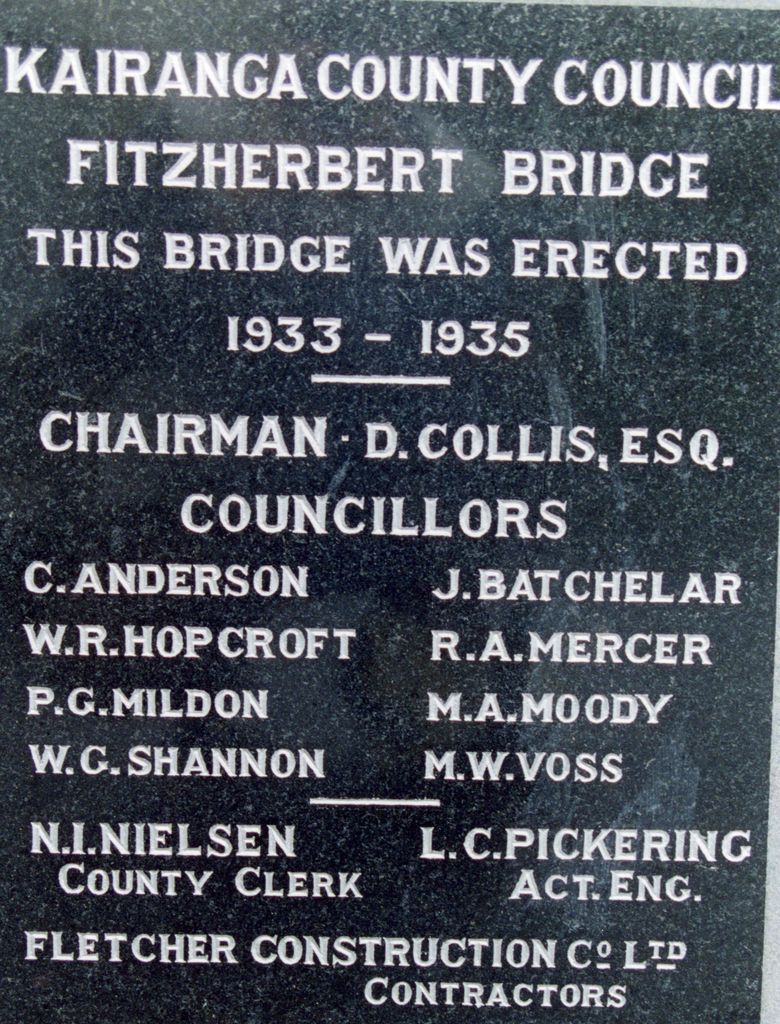 KAIRANGA COUNTY COUNCIL
FITZHERBERT BRIDGE
THIS BRIDGE WAS ERECTED
1933 - 1935
CHAIRMAN · D. COLLIS, ESQ.
COUNCILLORS
C. ANDERSON J. BATCHELAR
W. R. HOPCROFT R. A. MERCER
P. G. MILDON M. A. MOODY
W. G. SHANNON M. W. VOSS
N. I. NIELSEN L. C. PICKERING
COUNTY CLERK ACT. ENG.
FLETCHER CONSTRUCTION Cº LTD
CONTRACTORS